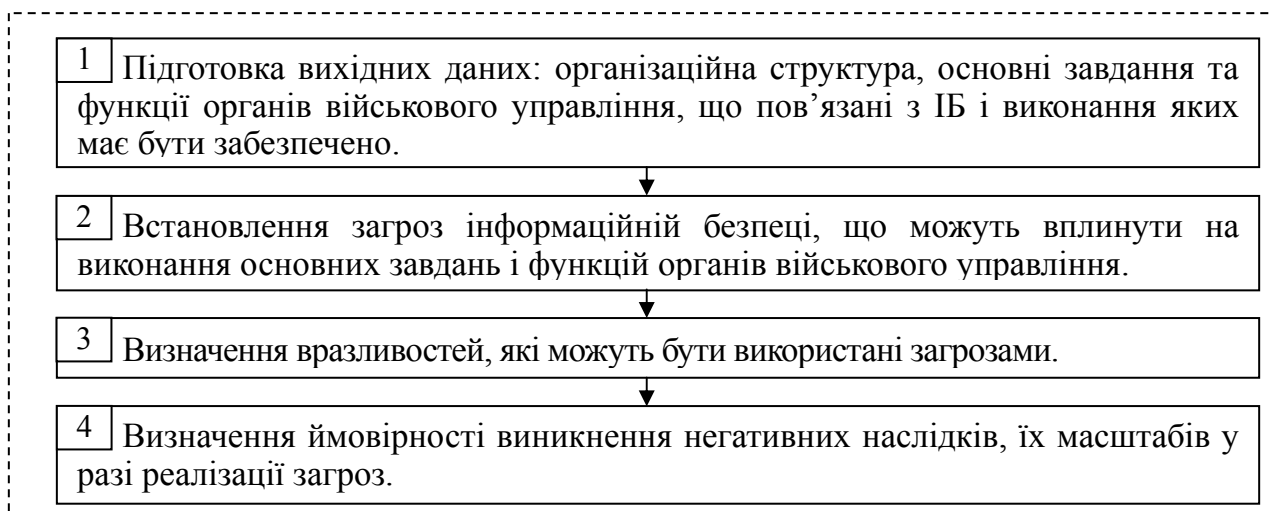 1 Підготовка вихідних даних: організаційна структура, основні завдання та
функції органів військового управління, що пов’язані з ІБ і виконання яких
має бути забезпечено.
2 Встановлення загроз інформаційній безпеці, що можуть вплинути на
виконання основних завдань і функцій органів військового управління.
3 Визначення вразливостей, які можуть бути використані загрозами.
4 Визначення ймовірності виникнення негативних наслідків, їх масштабів у
разі реалізації загроз.